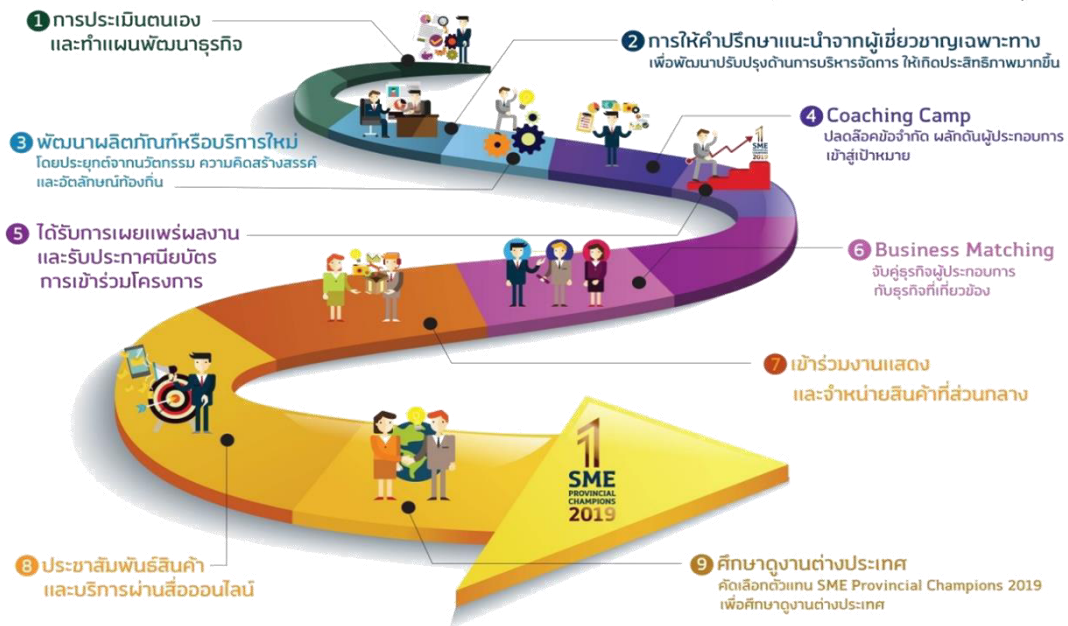 1 การประเมินตนเอง
และทำแผนพัฒนาธุรกิจ
2 การให้คำปรึกษาแนะนำจากผู้เชี่ยวชาญเฉพาะทาง
เพื่อพัฒนาปรับปรุงด้านการบริหารจัดการ ให้เกิดประสิทธิภาพมากขึ้น
3 พัฒนาผลิตภัณฑ์หรือบริการใหม่
โดยประยุกต์จากนวัตกรรม ความคิดสร้างสรรค์
และอัตลักษณ์ท้องถิ่น
4 Coaching Camp
ปลดล๊อคข้อจำกัด ผลักดันผู้ประกอบการ
เข้าสู่เป้าหมาย
1
SME
PROVINCIAL
CHAMPIONS
2019
5 ได้รับการเผยแพร่ผลงาน
และรับประกาศนียบัตร
การเข้าร่วมโครงการ
6 Business Matching
จับคู่ธุรกิจผู้ประกอบการ
กับธุรกิจที่เกี่ยวข้อง
7 เข้าร่วมงานแสดง
และจำหน่ายสินค้าที่ส่วนกลาง
1
SME
PROVINCIAL
CHAMPIONS
2019
8 ประชาสัมพันธ์สินค้า
และบริการผ่านสื่อออนไลน์
9 ศึกษาดูงานต่างประเทศ
คัดเลือกตัวแทน SME Provincial Champions 2019
เพื่อศึกษาดูงานต่างประเทศ